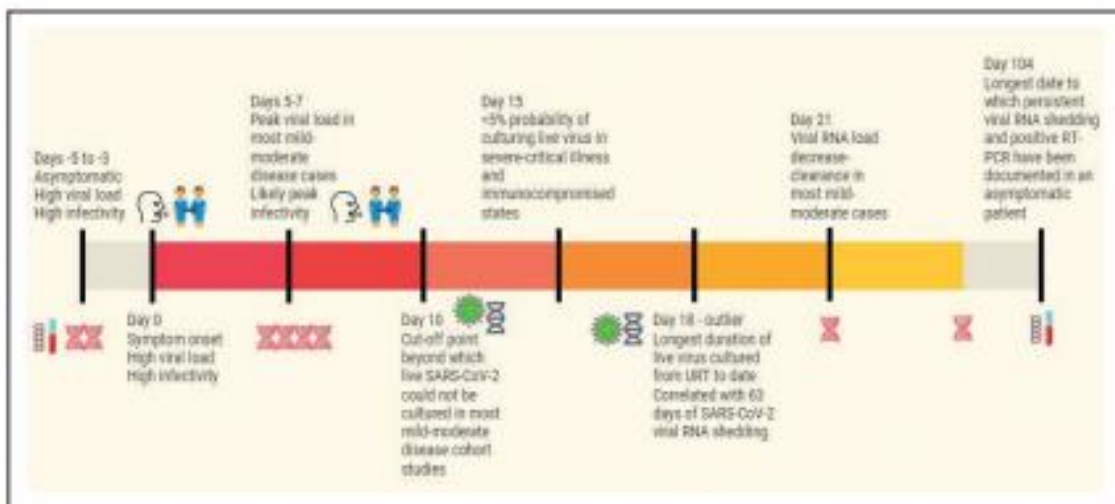 Days -5 to -3
Asymptomatic
High viral load
High infectivity
Day 0
Symptom onset
High viral load
High infectivity
Days 5-7
Peak viral load in
most mild-
moderate
disease cases
Likely peak
infectivity
Day 10
Cut-off point
beyond which
live SARS-CoV-2
could not be
cultured in most
mild-moderate
disease cohort
studies
Day 15
<5% probability of
culturing live virus in
severe-critical illness
and
immunocompromised
states
Day 18 - outlier
Longest duration of
live virus cultured
from URT to date
Correlated with 63
days of SARS-CoV-2
viral RNA shedding
Day 21
Viral RNA load
decrease-
clearance in
most mild-
moderate cases
Day 104
Longest date to
which persistent
viral RNA shedding
and positive RT-
PCR have been
documented in an
asymptomatic
patient